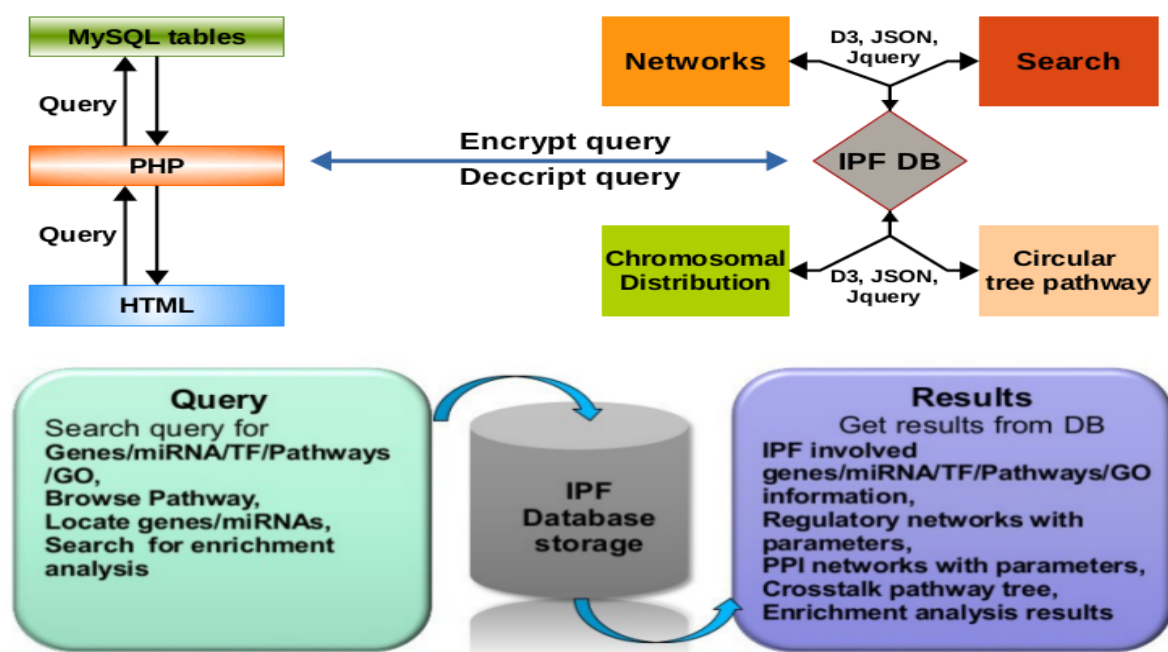 MySQL tables
Query
PHP
Query
HTML
Encrypt query
Deccript query
Networks
D3, JSON,
Jquery
Search
IPF DB
Chromosomal
Distribution
D3, JSON,
Jquery
Circular
tree pathway
Query
Search query for
Genes/miRNA/TF/Pathways
/GO,
Browse Pathway,
Locate genes/miRNAs,
Search for enrichment
analysis
IPF
Database
storage
Results
Get results from DB
IPF involved
genes/miRNA/TF/Pathways/GO
information,
Regulatory networks with
parameters,
PPI networks with parameters,
Crosstalk pathway tree,
Enrichment analysis results